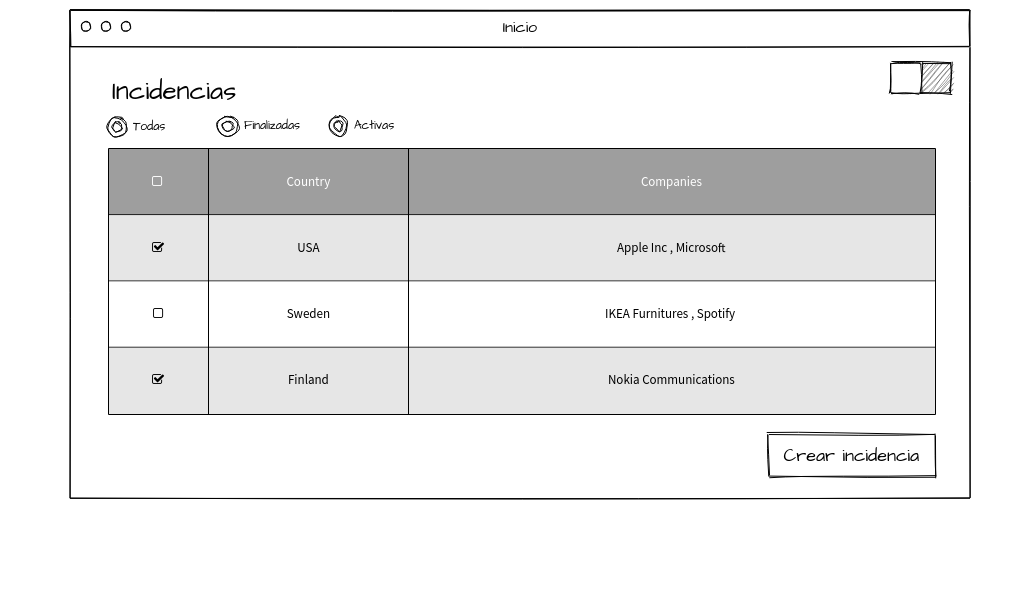 Inicio
Incidencias
Todas Finalizadas Activas
Country Companies
USA Apple Inc , Microsoft
Sweden IKEA Furnitures , Spotify
Finland Nokia Communications
Crear incidencia